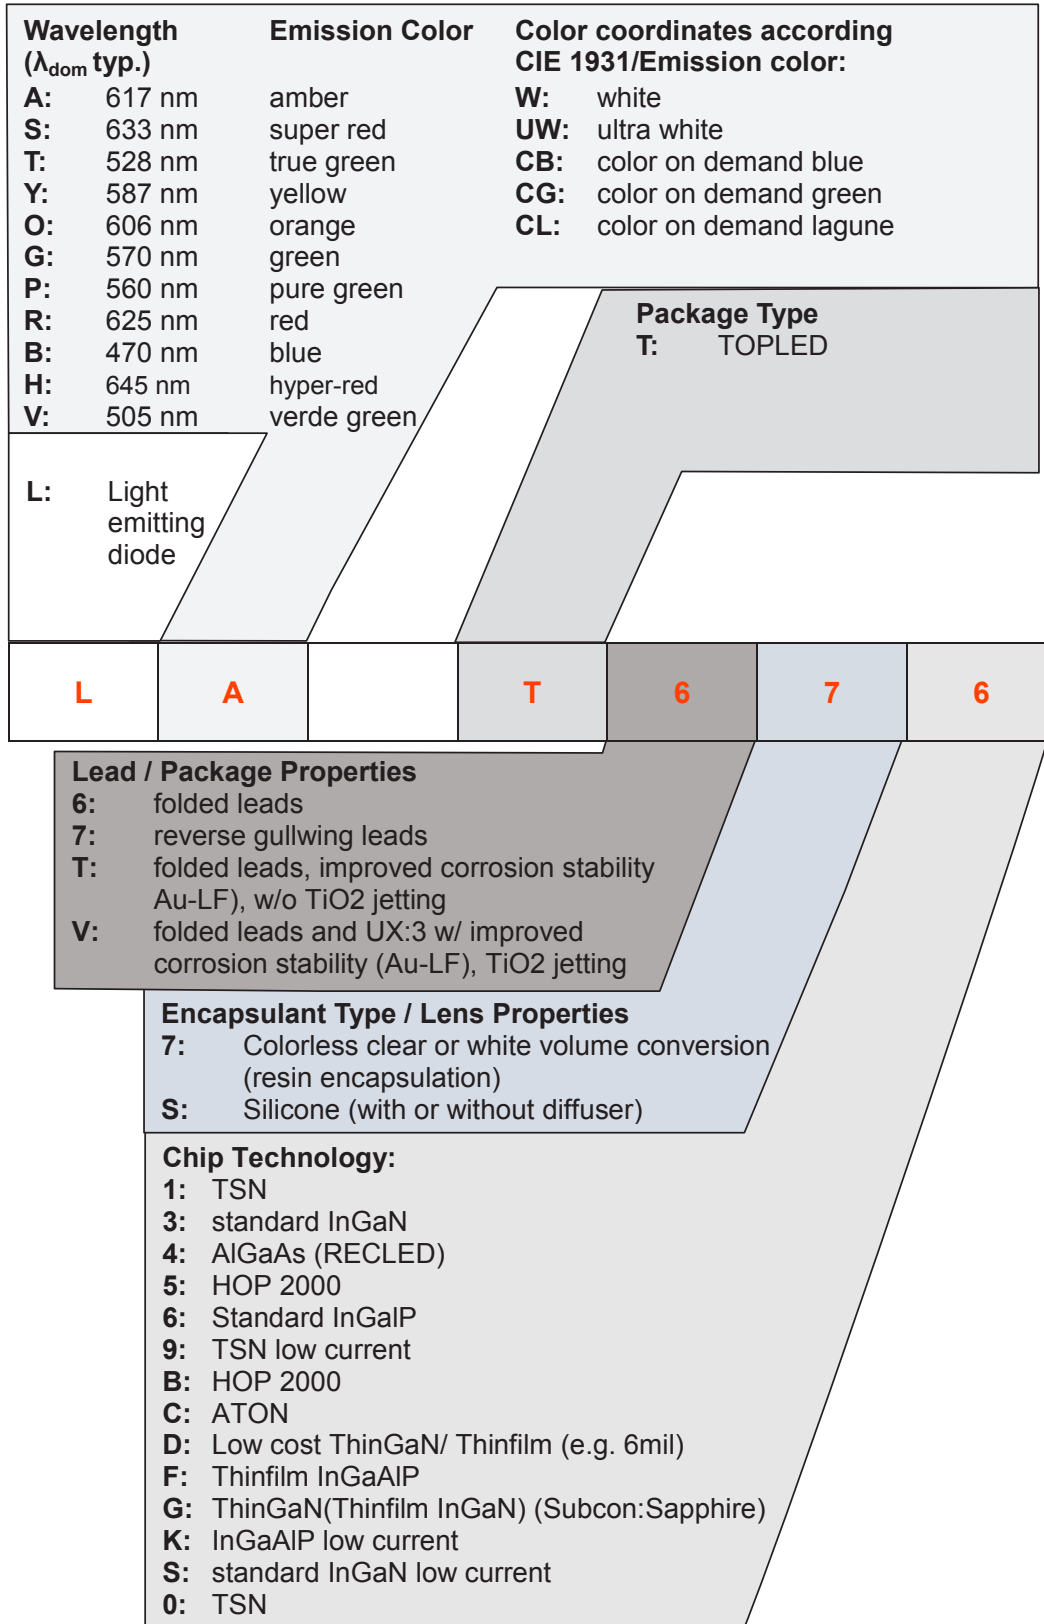 Wavelength Emission Color Color coordinates according
(λdom typ.) CIE 1931/Emission color:
A: 617 nm amber W: white
S: 633 nm super red UW: ultra white
T: 528 nm true green CB: color on demand blue
Y: 587 nm yellow CG: color on demand green
O: 606 nm orange CL: color on demand lagune
G: 570 nm green
P: 560 nm pure green
R: 625 nm red
B: 470 nm blue
H: 645 nm hyper-red
V: 505 nm verde green
Package Type
T: TOPLED
L: Light
emitting
diode
L A T 6 7 6
Lead / Package Properties
6: folded leads
7: reverse gullwing leads
T: folded leads, improved corrosion stability
Au-LF), w/o TiO2 jetting
V: folded leads and UX:3 w/ improved
corrosion stability (Au-LF), TiO2 jetting
Encapsulant Type / Lens Properties
7: Colorless clear or white volume conversion
(resin encapsulation)
S: Silicone (with or without diffuser)
Chip Technology:
1: TSN
3: standard InGaN
4: AlGaAs (RECLED)
5: HOP 2000
6: Standard InGalP
9: TSN low current
B: HOP 2000
C: ATON
D: Low cost ThinGaN/ Thinfilm (e.g. 6mil)
F: Thinfilm InGaAlP
G: ThinGaN(Thinfilm InGaN) (Subcon:Sapphire)
K: InGaAlP low current
S: standard InGaN low current
0: TSN